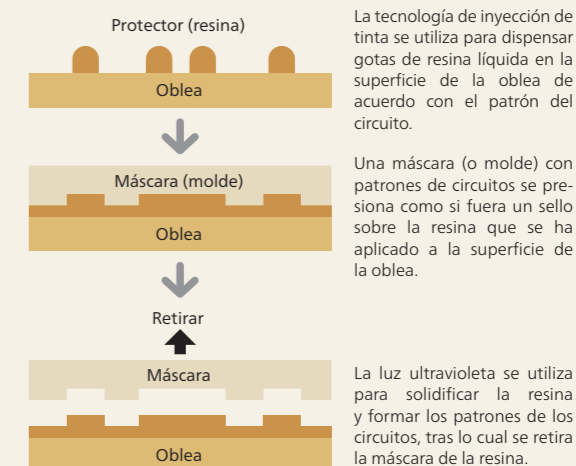 Protector (resina)
Oblea
La tecnología de inyección de
tinta se utiliza para dispensar
gotas de resina líquida en la
superficie de la oblea de
acuerdo con el patrón del
circuito.
Máscara (molde)
Oblea
Una máscara (o molde) con
patrones de circuitos se pre-
siona como si fuera un sello
sobre la resina que se ha
aplicado a la superficie de
la oblea.
Retirar
Máscara
Oblea
La luz ultravioleta se utiliza
para solidificar la resina
y formar los patrones de los
circuitos, tras lo cual se retira
la máscara de la resina.